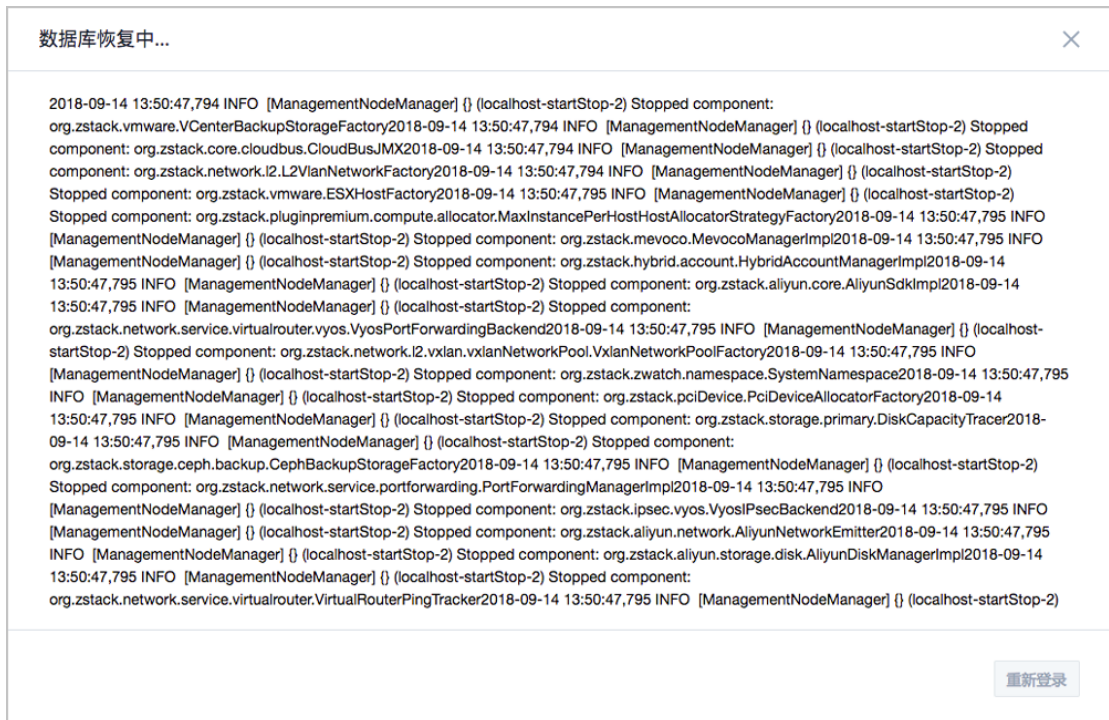 数据库恢复中...
2018-09-14 13:50:47,794 INFO  [ManagementNodeManager] {} (localhost-startStop-2) Stopped component:
org.zstack.vmware.VCenterBackupStorageFactory2018-09-14 13:50:47,794 INFO  [ManagementNodeManager] {} (localhost-startStop-2) Stopped
component: org.zstack.core.cloudbus.CloudBusJMX2018-09-14 13:50:47,794 INFO  [ManagementNodeManager] {} (localhost-startStop-2) Stopped
component: org.zstack.network.l2.L2VlanNetworkFactory2018-09-14 13:50:47,794 INFO  [ManagementNodeManager] {} (localhost-startStop-2)
Stopped component: org.zstack.vmware.ESXHostFactory2018-09-14 13:50:47,795 INFO  [ManagementNodeManager] {} (localhost-startStop-2)
Stopped component: org.zstack.pluginpremium.compute.allocator.MaxInstancePerHostHostAllocatorStrategyFactory2018-09-14 13:50:47,795 INFO
[ManagementNodeManager] {} (localhost-startStop-2) Stopped component: org.zstack.mevoco.MevocoManagerImpl2018-09-14 13:50:47,795 INFO
[ManagementNodeManager] {} (localhost-startStop-2) Stopped component: org.zstack.hybrid.account.HybridAccountManagerImpl2018-09-14
13:50:47,795 INFO  [ManagementNodeManager] {} (localhost-startStop-2) Stopped component: org.zstack.aliyun.core.AliyunSdkImpl2018-09-14
13:50:47,795 INFO  [ManagementNodeManager] {} (localhost-startStop-2) Stopped component:
org.zstack.network.service.virtualrouter.vyos.VyosPortForwardingBackend2018-09-14 13:50:47,795 INFO  [ManagementNodeManager] {} (localhost-
startStop-2) Stopped component: org.zstack.network.l2.vxlan.vxlanNetworkPool.VxlanNetworkPoolFactory2018-09-14 13:50:47,795 INFO
[ManagementNodeManager] {} (localhost-startStop-2) Stopped component: org.zstack.zwatch.namespace.SystemNamespace2018-09-14 13:50:47,795
INFO  [ManagementNodeManager] {} (localhost-startStop-2) Stopped component: org.zstack.pciDevice.PciDeviceAllocatorFactory2018-09-14
13:50:47,795 INFO  [ManagementNodeManager] {} (localhost-startStop-2) Stopped component: org.zstack.storage.primary.DiskCapacityTracer2018-
09-14 13:50:47,795 INFO  [ManagementNodeManager] {} (localhost-startStop-2) Stopped component:
org.zstack.storage.ceph.backup.CephBackupStorageFactory2018-09-14 13:50:47,795 INFO  [ManagementNodeManager] {} (localhost-startStop-2)
Stopped component: org.zstack.network.service.portforwarding.PortForwardingManagerImpl2018-09-14 13:50:47,795 INFO
[ManagementNodeManager] {} (localhost-startStop-2) Stopped component: org.zstack.ipsec.vyos.VyosIPsecBackend2018-09-14 13:50:47,795 INFO
[ManagementNodeManager] {} (localhost-startStop-2) Stopped component: org.zstack.aliyun.network.AliyunNetworkEmitter2018-09-14 13:50:47,795
INFO  [ManagementNodeManager] {} (localhost-startStop-2) Stopped component: org.zstack.aliyun.storage.disk.AliyunDiskManagerImpl2018-09-14
13:50:47,795 INFO  [ManagementNodeManager] {} (localhost-startStop-2) Stopped component:
org.zstack.network.service.virtualrouter.VirtualRouterPingTracker2018-09-14 13:50:47,795 INFO  [ManagementNodeManager] {} (localhost-startStop-2)
重新登录